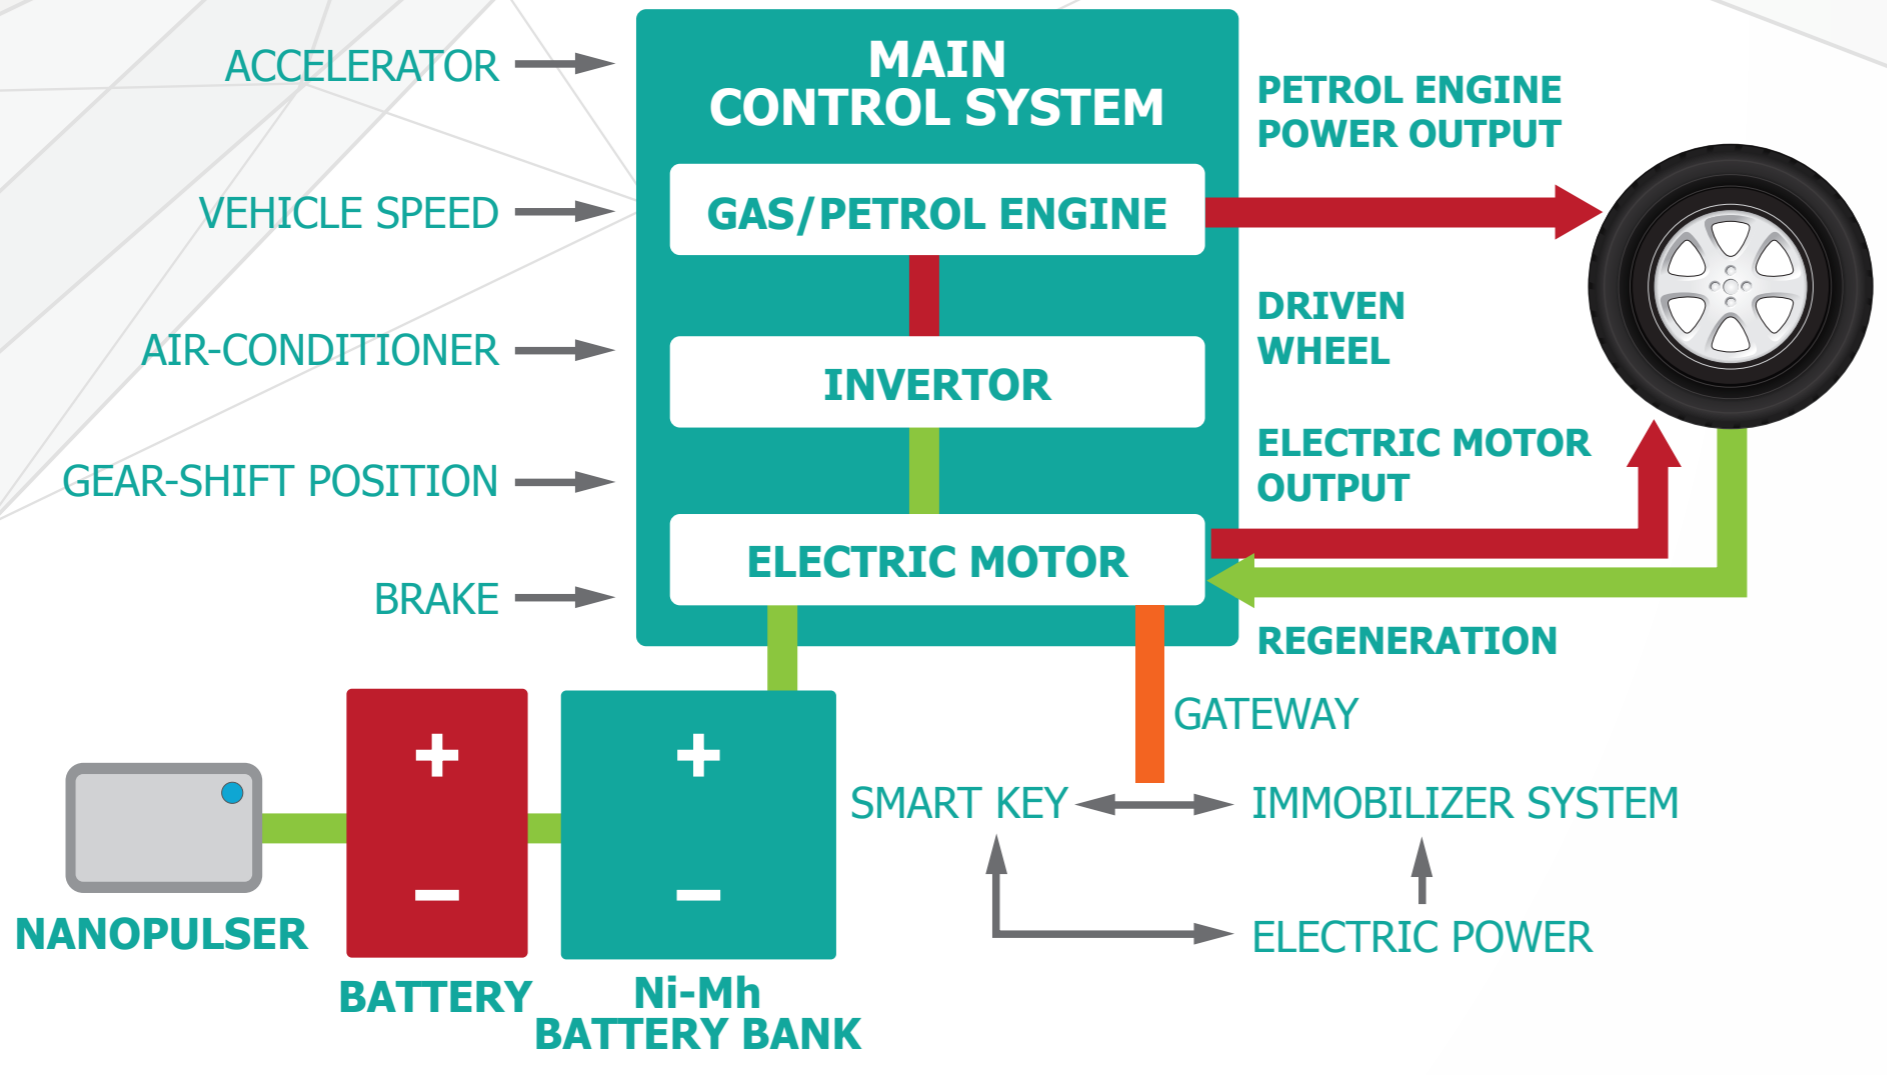 MAIN
CONTROL SYSTEM
ACCELERATOR
VEHICLE SPEED
AIR-CONDITIONER
GEAR-SHIFT POSITION
BRAKE
GAS/PETROL ENGINE
INVERTOR
ELECTRIC MOTOR
PETROL ENGINE
POWER OUTPUT
DRIVEN
WHEEL
ELECTRIC MOTOR
OUTPUT
REGENERATION
GATEWAY
SMART KEY
IMMOBILIZER SYSTEM
ELECTRIC POWER
+
−
+
−
NANOPULSER
BATTERY
Ni-Mh
BATTERY BANK